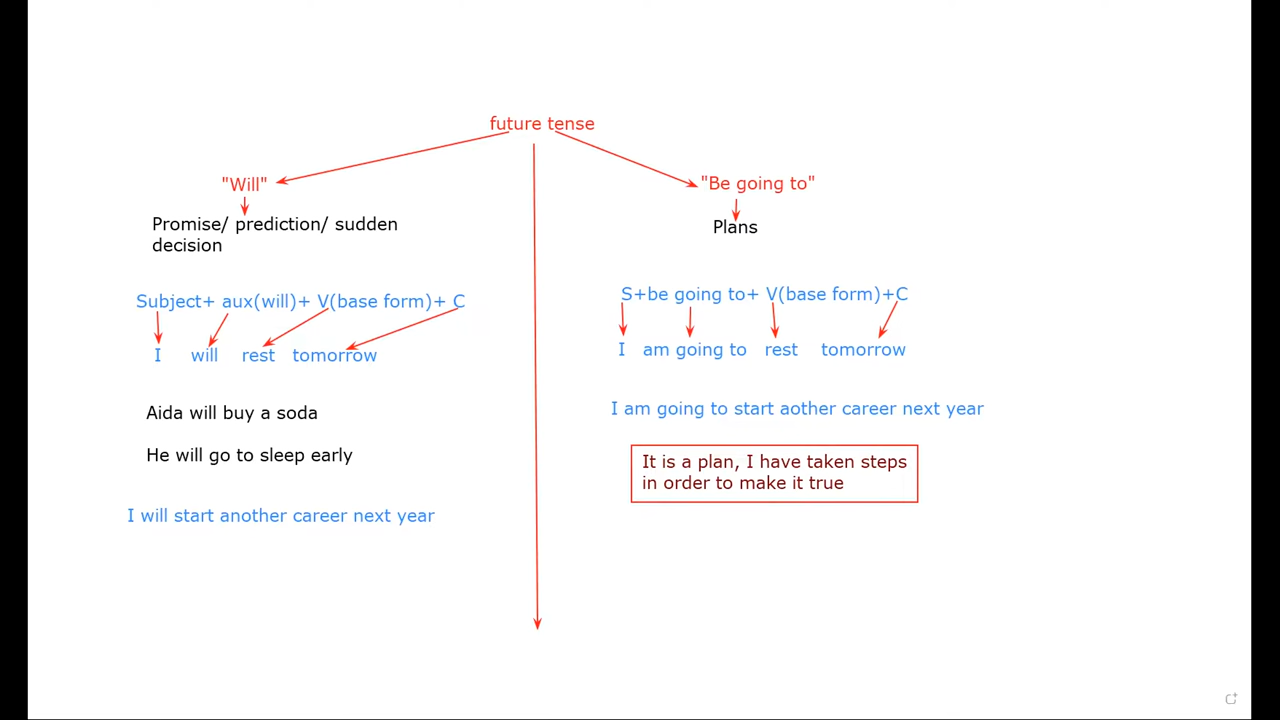 future tense
"Will"
Promise/ prediction/ sudden
decision
Subject+ aux(will)+ V(base form)+ C
I will rest tomorrow
Aida will buy a soda
He will go to sleep early
I will start another career next year
"Be going to"
Plans
S+be going to+ V(base form)+C
I am going to rest tomorrow
I am going to start aother career next year
It is a plan, I have taken steps
in order to make it true